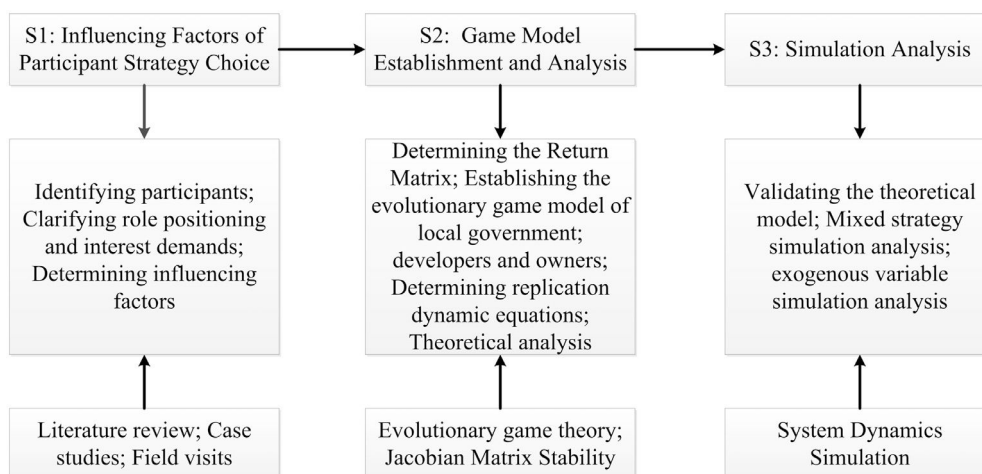 S1: Influencing Factors of
Participant Strategy Choice
S2:  Game Model
Establishment and Analysis
S3: Simulation Analysis
Identifying participants;
Clarifying role positioning
and interest demands;
Determining influencing
factors
Determining the Return
Matrix; Establishing the
evolutionary game model of
local government;
developers and owners;
Determining replication
dynamic equations;
Theoretical analysis
Validating the theoretical
model; Mixed strategy
simulation analysis;
exogenous variable
simulation analysis
Literature review; Case
studies; Field visits
Evolutionary game theory;
Jacobian Matrix Stability
System Dynamics
Simulation